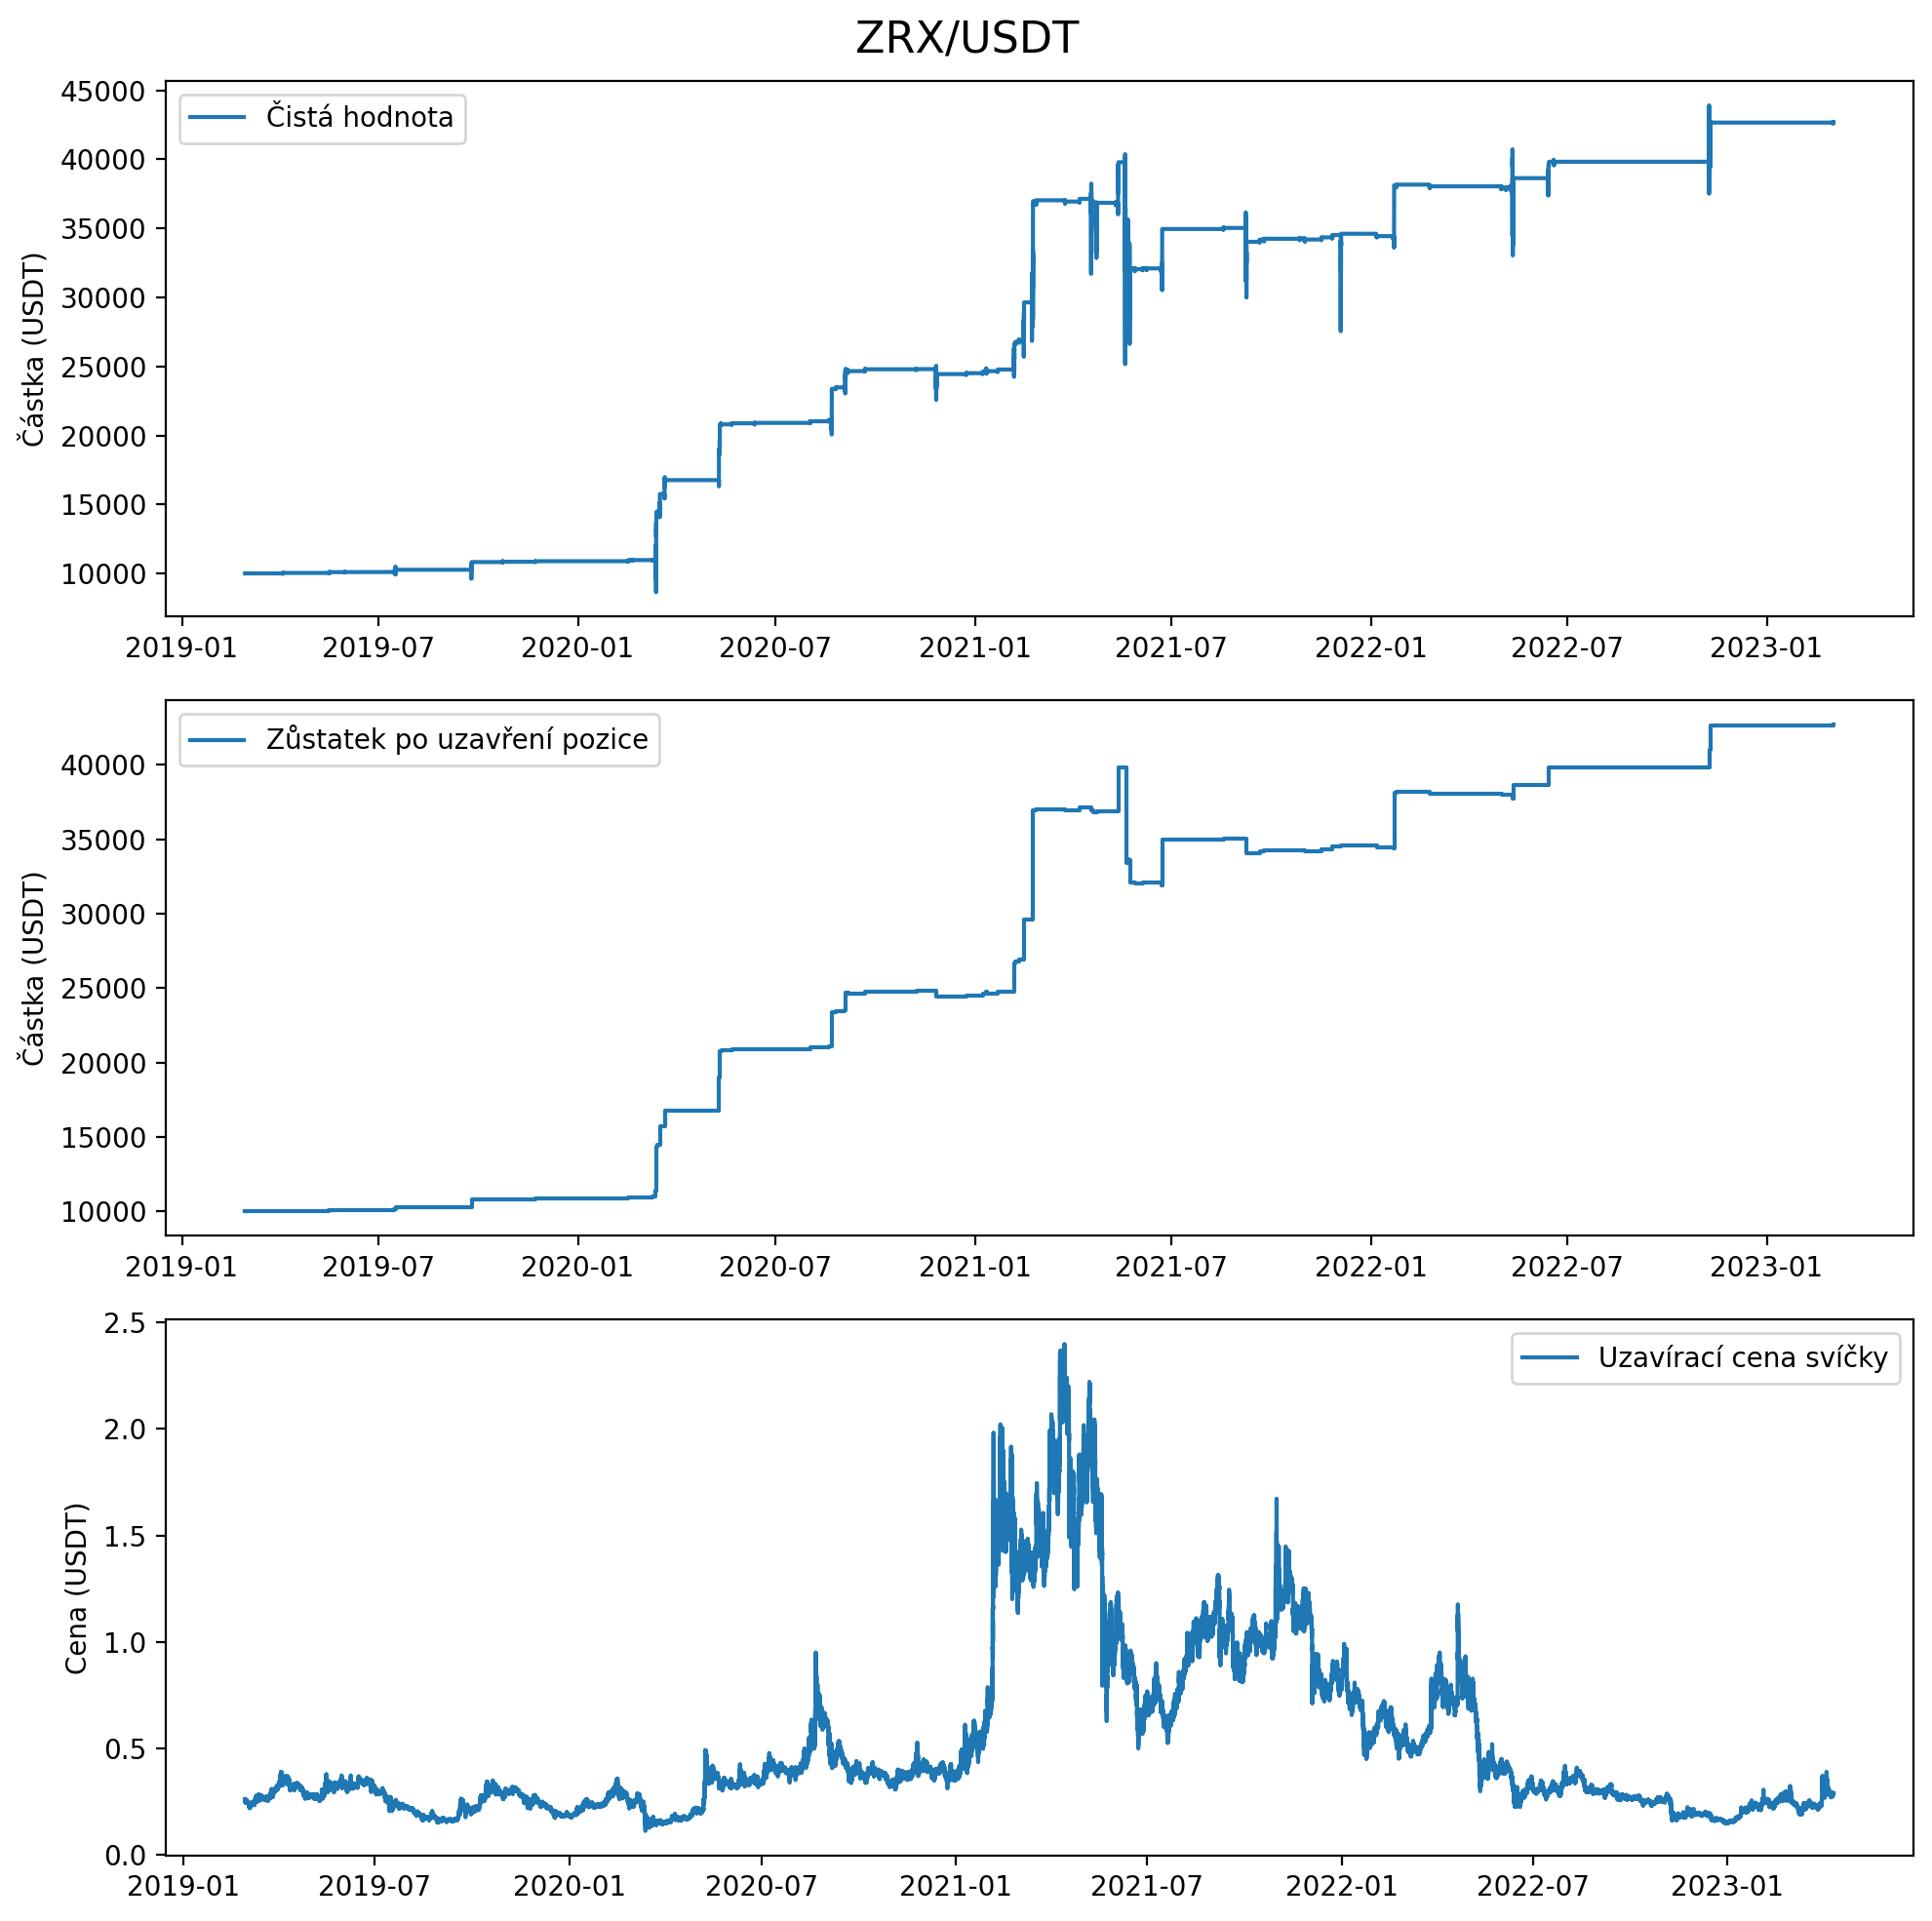 ZRX/USDT
45000
40000
35000
30000
25000
20000
15000
10000
Částka (USDT)
Čistá hodnota
2019-01 2019-07 2020-01 2020-07 2021-01 2021-07 2022-01 2022-07 2023-01
40000
35000
30000
25000
20000
15000
10000
Částka (USDT)
Zůstatek po uzavření pozice
2019-01 2019-07 2020-01 2020-07 2021-01 2021-07 2022-01 2022-07 2023-01
2.5
2.0
1.5
1.0
0.5
0.0
Cena (USDT)
Uzavírací cena svíčky
2019-01 2019-07 2020-01 2020-07 2021-01 2021-07 2022-01 2022-07 2023-01